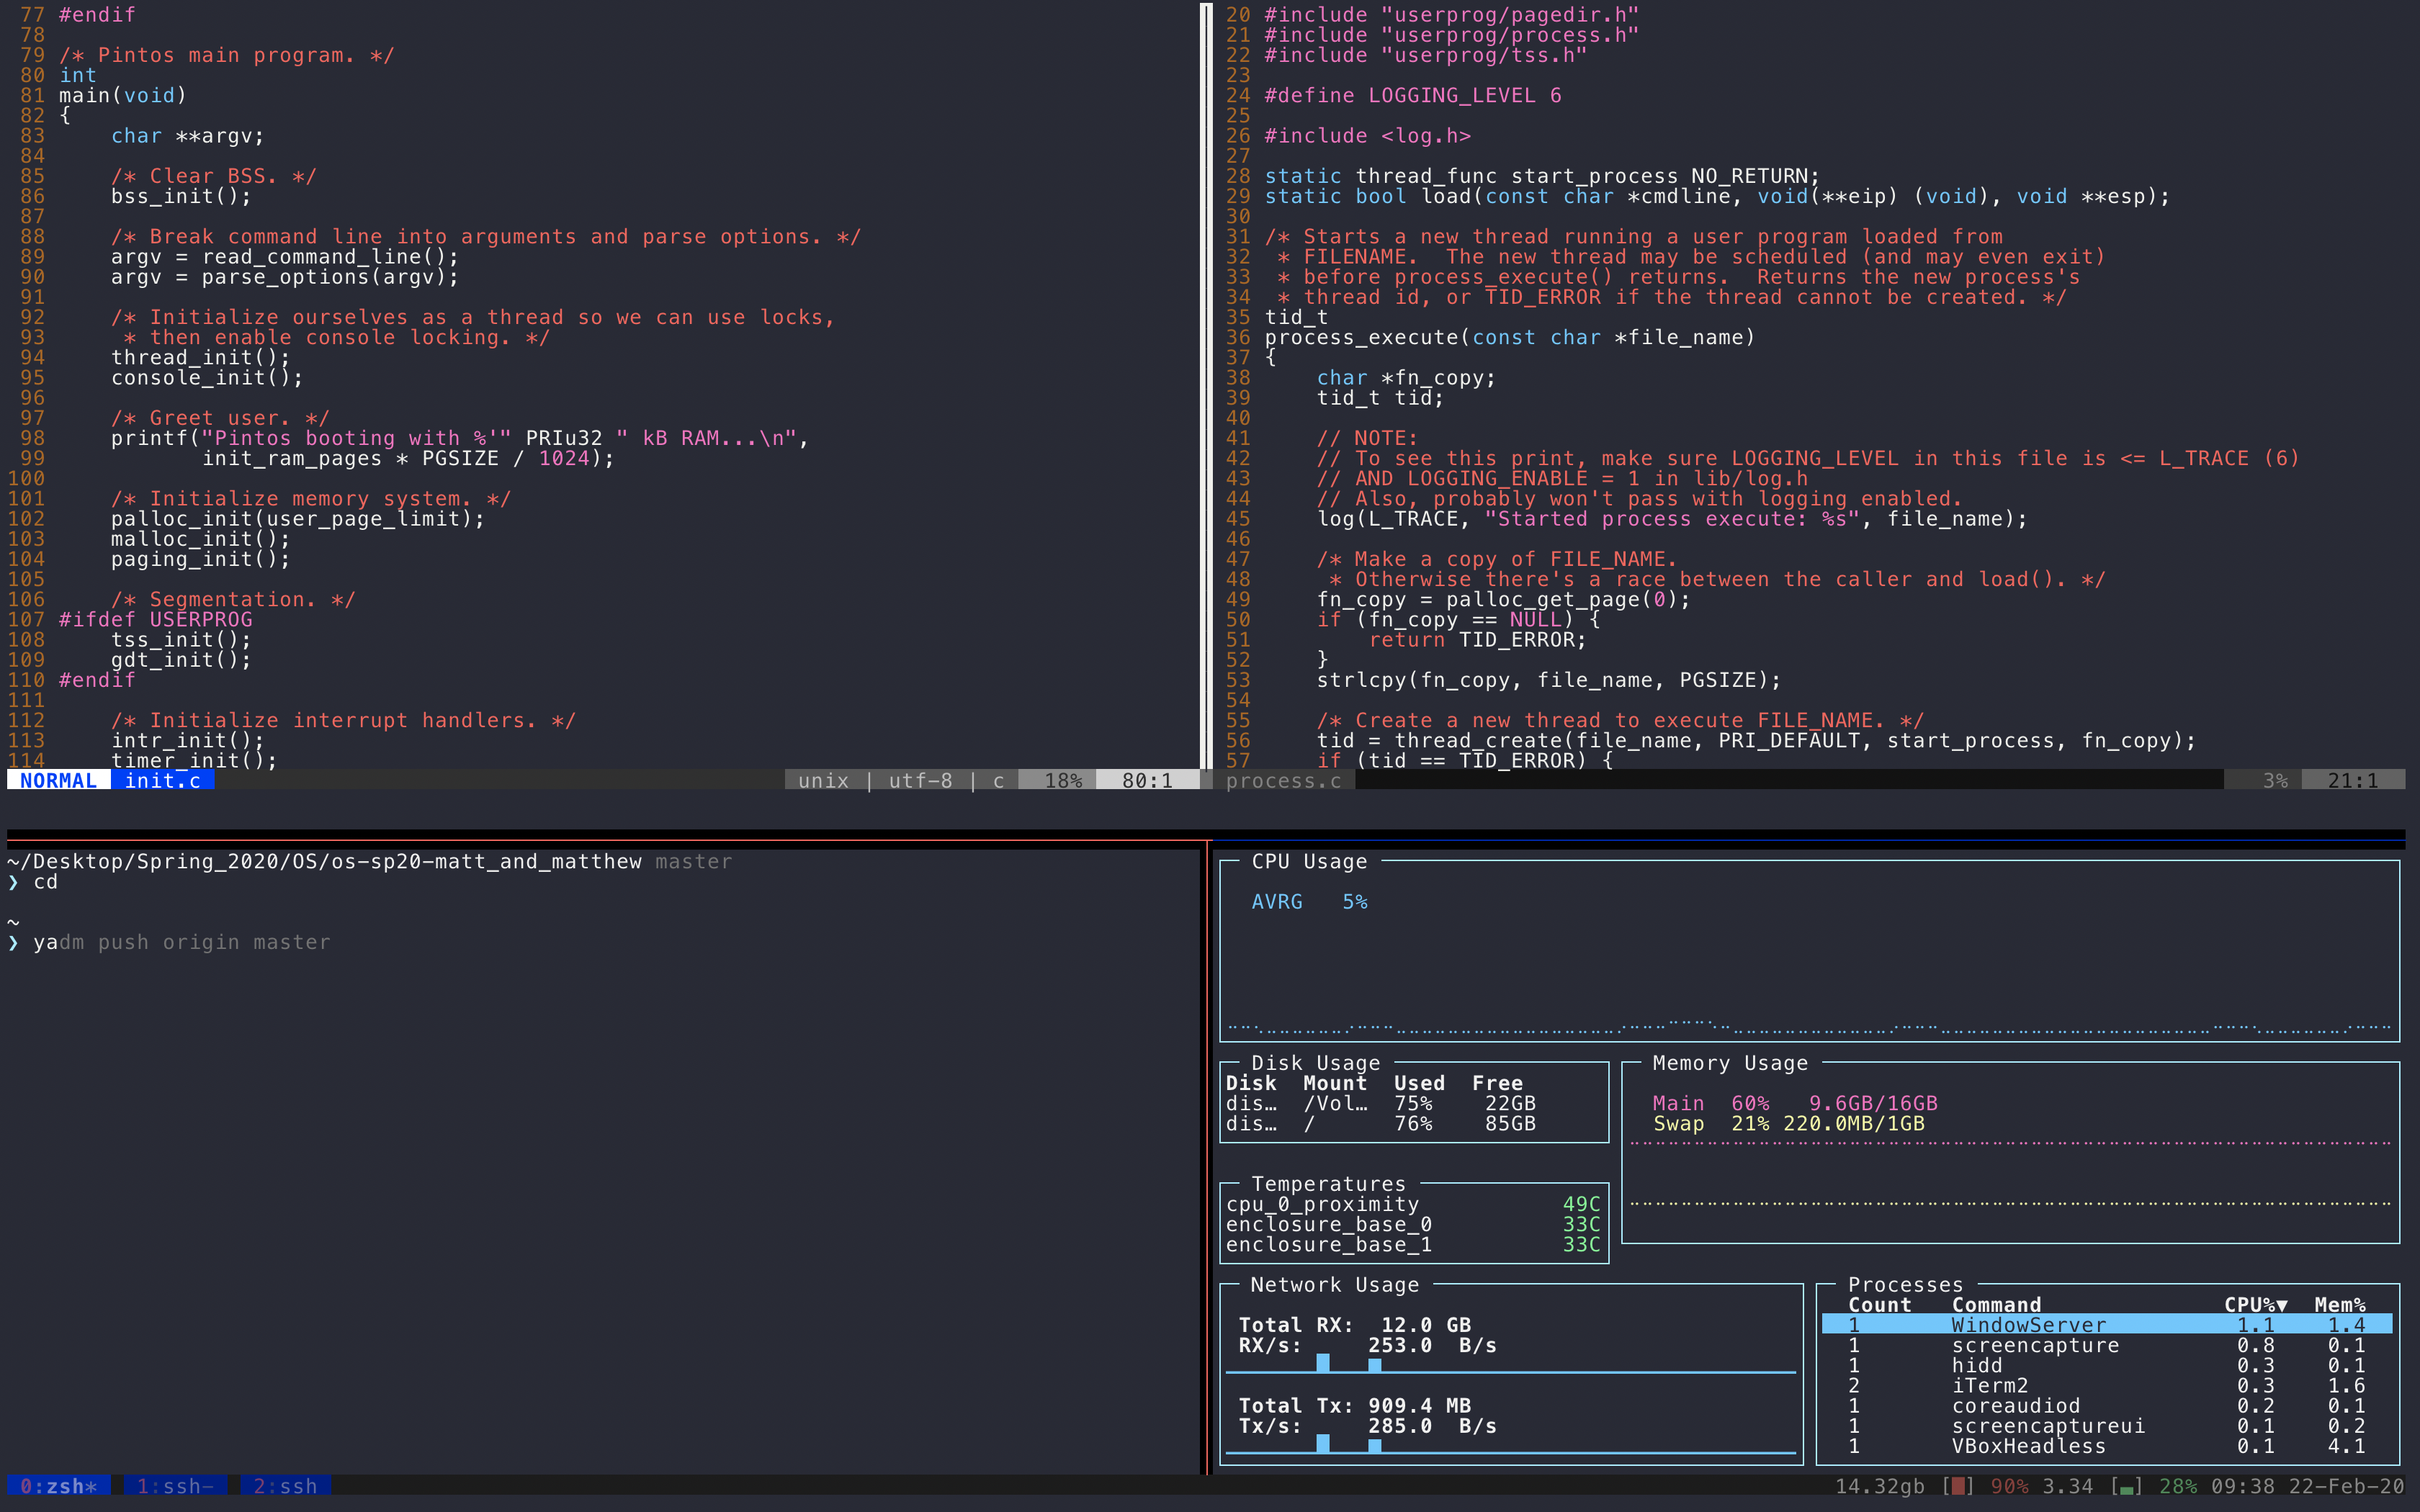 77 #endif
78
79 /* Pintos main program. */
80 int
81 main(void)
82 {
83     char **argv;
84
85     /* Clear BSS. */
86     bss_init();
87
88     /* Break command line into arguments and parse options. */
89     argv = read_command_line();
90     argv = parse_options(argv);
91
92     /* Initialize ourselves as a thread so we can use locks,
93      * then enable console locking. */
94     thread_init();
95     console_init();
96
97     /* Greet user. */
98     printf("Pintos booting with %'" PRIu32 " kB RAM...\n",
99            init_ram_pages * PGSIZE / 1024);
100
101     /* Initialize memory system. */
102     palloc_init(user_page_limit);
103     malloc_init();
104     paging_init();
105
106     /* Segmentation. */
107 #ifdef USERPROG
108     tss_init();
109     gdt_init();
110 #endif
111
112     /* Initialize interrupt handlers. */
113     intr_init();
114     timer_init();
NORMAL init.c unix | utf-8 | c 18% 80:1
20 #include "userprog/pagedir.h"
21 #include "userprog/process.h"
22 #include "userprog/tss.h"
23
24 #define LOGGING_LEVEL 6
25
26 #include <log.h>
27
28 static thread_func start_process NO_RETURN;
29 static bool load(const char *cmdline, void(**eip) (void), void **esp);
30
31 /* Starts a new thread running a user program loaded from
32  * FILENAME.  The new thread may be scheduled (and may even exit)
33  * before process_execute() returns.  Returns the new process's
34  * thread id, or TID_ERROR if the thread cannot be created. */
35 tid_t
36 process_execute(const char *file_name)
37 {
38     char *fn_copy;
39     tid_t tid;
40
41     // NOTE:
42     // To see this print, make sure LOGGING_LEVEL in this file is <= L_TRACE (6)
43     // AND LOGGING_ENABLE = 1 in lib/log.h
44     // Also, probably won't pass with logging enabled.
45     log(L_TRACE, "Started process execute: %s", file_name);
46
47     /* Make a copy of FILE_NAME.
48      * Otherwise there's a race between the caller and load(). */
49     fn_copy = palloc_get_page(0);
50     if (fn_copy == NULL) {
51         return TID_ERROR;
52     }
53     strlcpy(fn_copy, file_name, PGSIZE);
54
55     /* Create a new thread to execute FILE_NAME. */
56     tid = thread_create(file_name, PRI_DEFAULT, start_process, fn_copy);
57     if (tid == TID_ERROR) {
process.c 3% 21:1
~/Desktop/Spring_2020/OS/os-sp20-matt_and_matthew master
❯ cd
~
❯ yadm push origin master
CPU Usage
AVRG 5%
Disk Usage
Disk Mount Used Free
dis… /Vol… 75% 22GB
dis… / 76% 85GB
Temperatures
cpu_0_proximity 49C
enclosure_base_0 33C
enclosure_base_1 33C
Memory Usage
Main 60% 9.6GB/16GB
Swap 21% 220.0MB/1GB
Network Usage
Total RX: 12.0 GB
RX/s: 253.0 B/s
Total Tx: 909.4 MB
Tx/s: 285.0 B/s
Processes
Count Command CPU%▼ Mem%
1 WindowServer 1.1 1.4
1 screencapture 0.8 0.1
1 hidd 0.3 0.1
2 iTerm2 0.3 1.6
1 coreaudiod 0.2 0.1
1 screencaptureui 0.1 0.2
1 VBoxHeadless 0.1 4.1
0:zsh* 1:ssh- 2:ssh 14.32gb [█] 90% 3.34 [▃] 28% 09:38 22-Feb-20